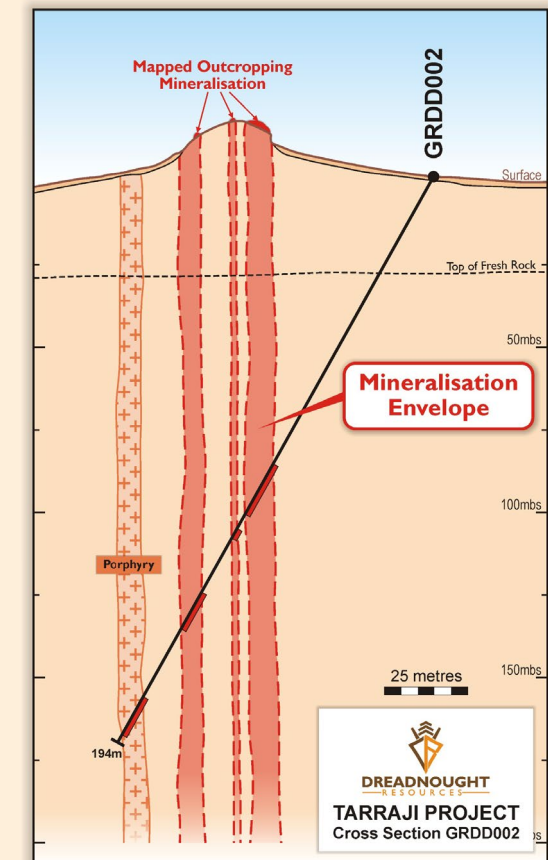 Mapped Outcropping
Mineralisation
GRDD002
Surface
Top of Fresh Rock
50mbs
Mineralisation
Envelope
100mbs
Porphyry
150mbs
25 metres
194m
DREADNOUGHT
RESOURCES
TARRAJI PROJECT
Cross Section GRDD002